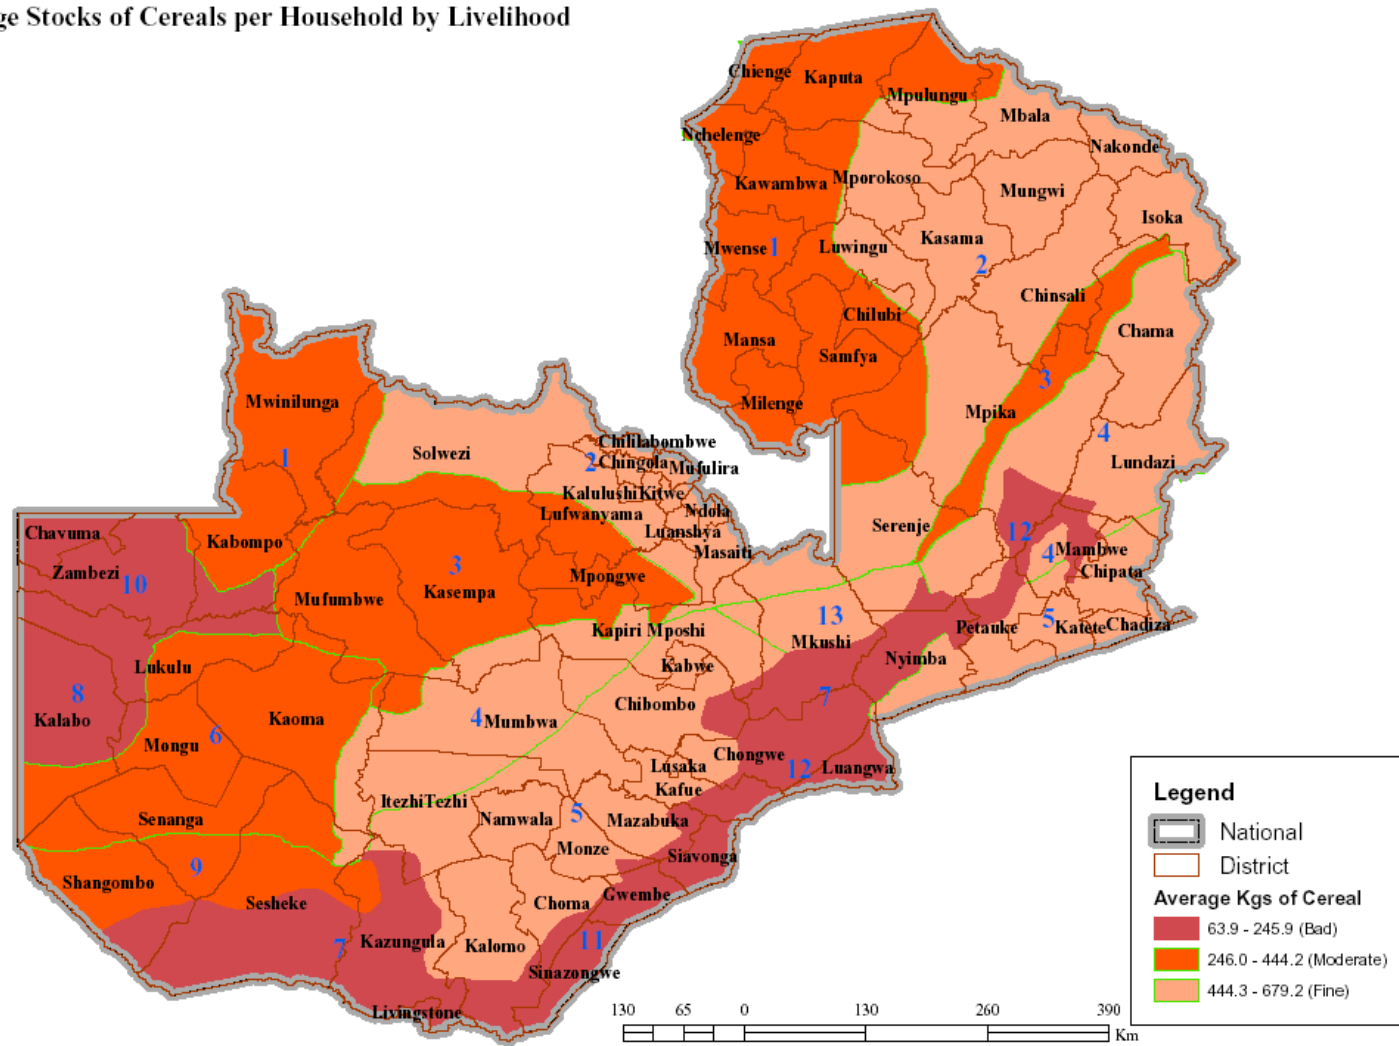 ge Stocks of Cereals per Household by Livelihood
Chienge
Kaputa
Mpulungu
Mbala
Nchelenge
Nakonde
Kawambwa
Mporokoso
Mungwi
Isoka
Mwense
1
Luwingu
Kasama
2
Chinsali
Chilubi
Chama
Mansa
Samfya
3
Mwinilunga
Milenge
Mpika
Solwezi
Chililabombwe
4
1
2
Chingola
Mufulira
Lundazi
Kalulushi
Kitwe
Lufwanyama
Ndola
Chavuma
Kabompo
Luanshya
Serenje
12
Masaiti
4
Mambwe
Zambezi
10
3
Mpongwe
Chipata
Mufumbwe
Kasempa
13
5
Kapiri Mposhi
Mkushi
Petauke
Katete
Chadiza
Lukulu
Kabwe
Nyimba
8
Kalabo
Kaoma
4
Mumbwa
Chibombo
7
Mongu
6
Chongwe
Lusaka
12
Luangwa
Kafue
ItezhiTezhi
Senanga
Namwala
5
Mazabuka
Monze
Siavonga
9
Shangombo
Sesheke
Choma
Gwembe
7
Kazungula
Kalomo
11
Sinazongwe
Livingstone
130
65
0
130
260
390
Km
Legend
National
District
Average Kgs of Cereal
63.9 - 245.9 (Bad)
246.0 - 444.2 (Moderate)
444.3 - 679.2 (Fine)